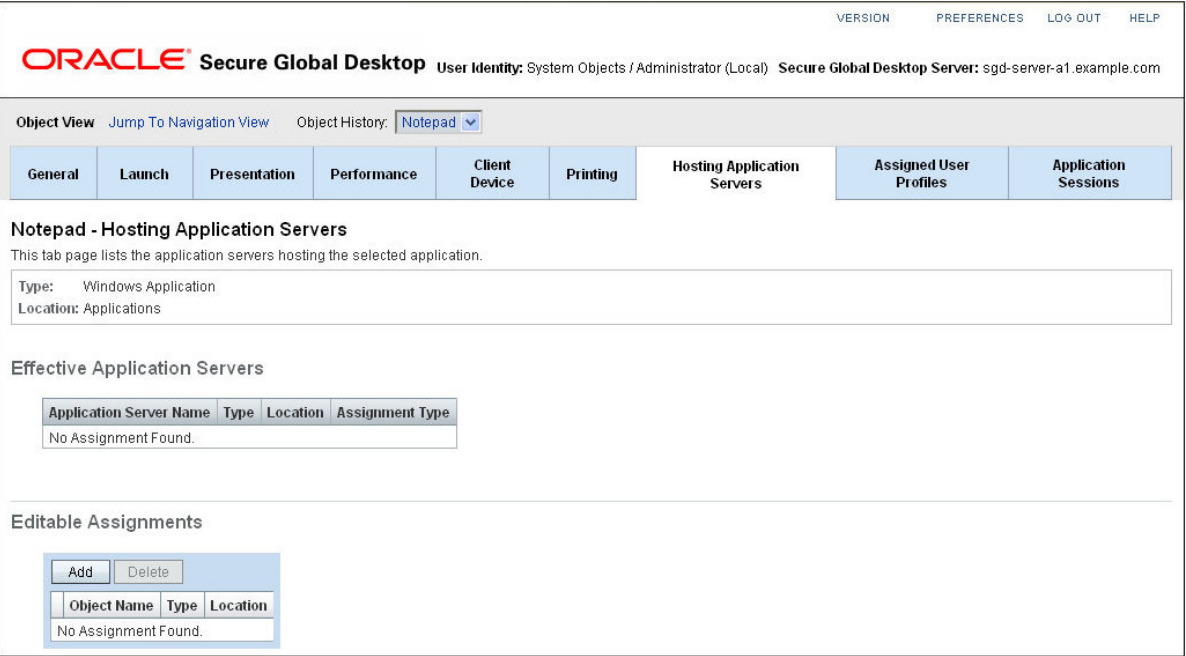 VERSION PREFERENCES LOG OUT HELP
ORACLE Secure Global Desktop User Identity: System Objects / Administrator (Local) Secure Global Desktop Server: sgd-server-a1.example.com
Object View Jump To Navigation View Object History: Notepad
General Launch Presentation Performance Client Device Printing Hosting Application Servers Assigned User Profiles Application Sessions
Notepad - Hosting Application Servers
This tab page lists the application servers hosting the selected application.
Type: Windows Application
Location: Applications
Effective Application Servers
Application Server Name Type Location Assignment Type
No Assignment Found.
Editable Assignments
Add Delete
Object Name Type Location
No Assignment Found.